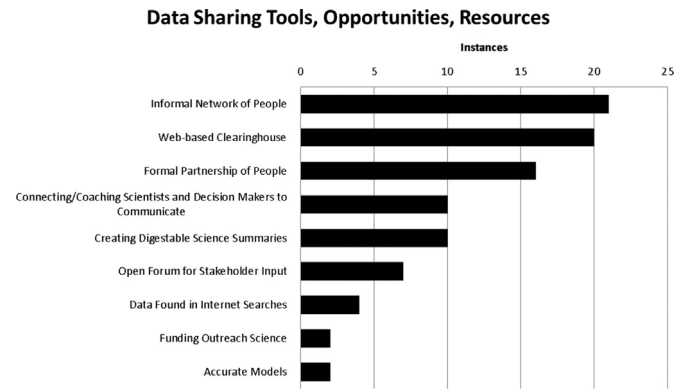 Data Sharing Tools, Opportunities, Resources
Instances
0 5 10 15 20 25
Informal Network of People
Web-based Clearinghouse
Formal Partnership of People
Connecting/Coaching Scientists and Decision Makers to
Communicate
Creating Digestable Science Summaries
Open Forum for Stakeholder Input
Data Found in Internet Searches
Funding Outreach Science
Accurate Models